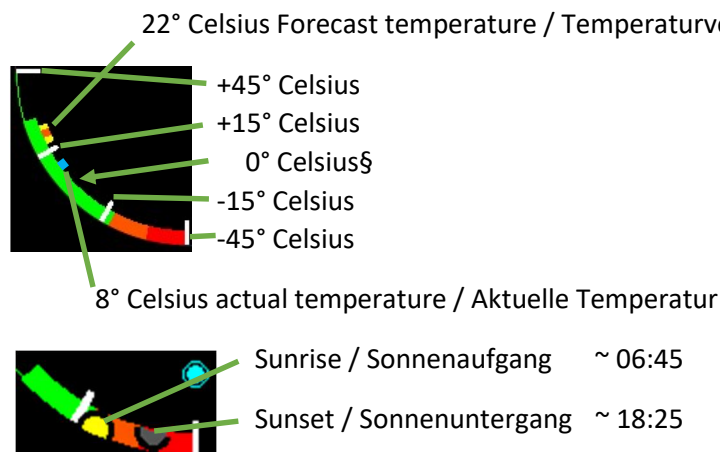 22° Celsius Forecast temperature / Temperaturvo
+45° Celsius
+15° Celsius
0° Celsius§
-15° Celsius
-45° Celsius
8° Celsius actual temperature / Aktuelle Temperatur
Sunrise / Sonnenaufgang ~ 06:45
Sunset / Sonnenuntergang ~ 18:25